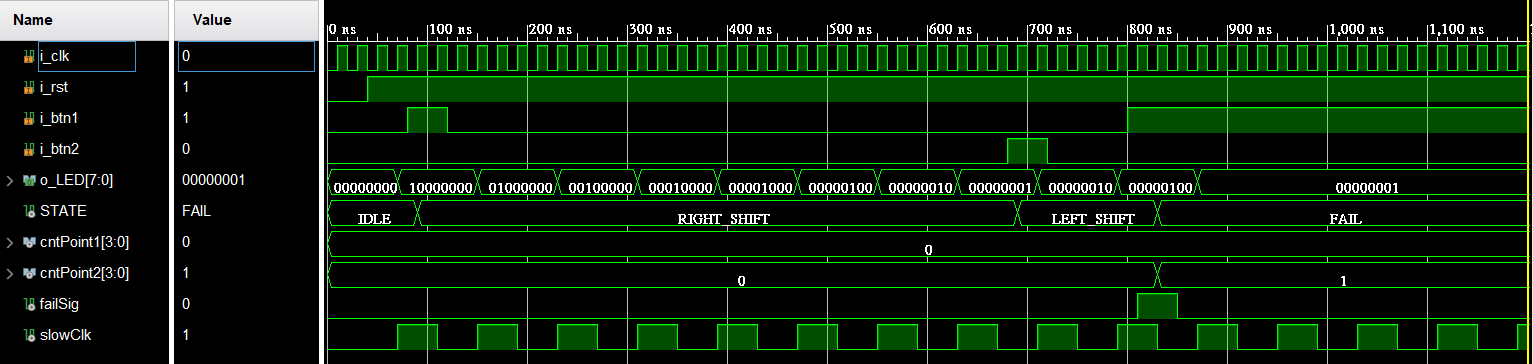 Name Value
0 ns 100 ns 200 ns 300 ns 400 ns 500 ns 600 ns 700 ns 800 ns 900 ns 1,000 ns 1,100 ns
i_clk 0
i_rst 1
i_btn1 1
i_btn2 0
o_LED[7:0] 00000001 00000000 10000000 01000000 00100000 00010000 00001000 00000100 00000010 00000001 00000010 00000100 00000001
STATE FAIL IDLE RIGHT_SHIFT LEFT_SHIFT FAIL
cntPoint1[3:0] 0 0
cntPoint2[3:0] 1 0 1
failSig 0
slowClk 1